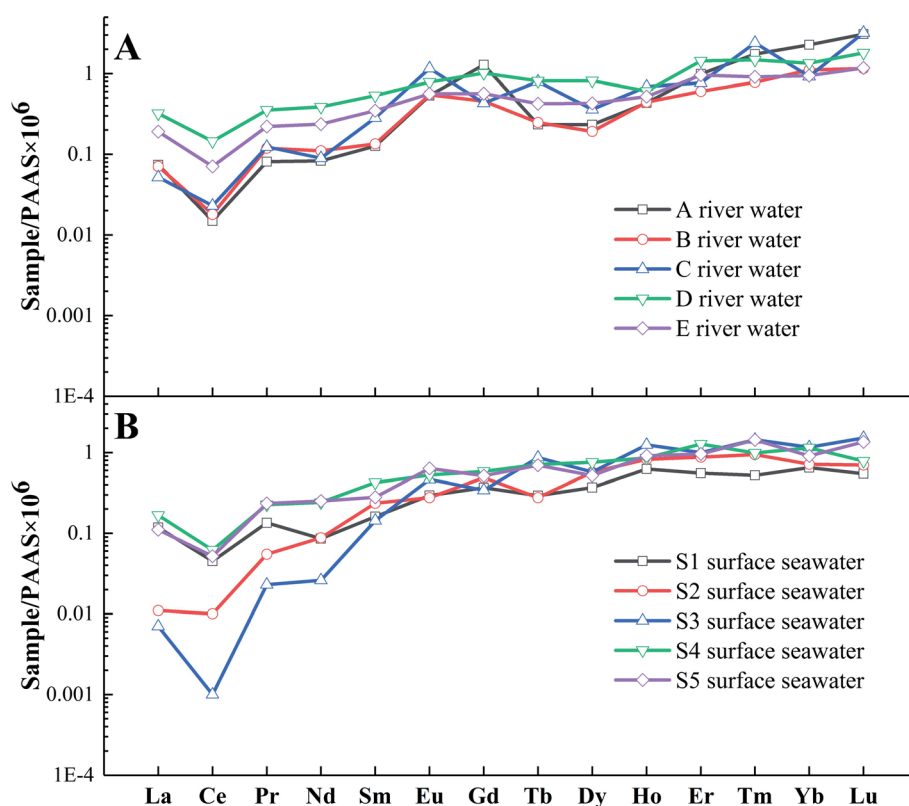 A
Sample/PAAS×10⁶
1
0.1
0.01
0.001
1E-4
A river water
B river water
C river water
D river water
E river water
B
Sample/PAAS×10⁶
1
0.1
0.01
0.001
1E-4
S1 surface seawater
S2 surface seawater
S3 surface seawater
S4 surface seawater
S5 surface seawater
La Ce Pr Nd Sm Eu Gd Tb Dy Ho Er Tm Yb Lu